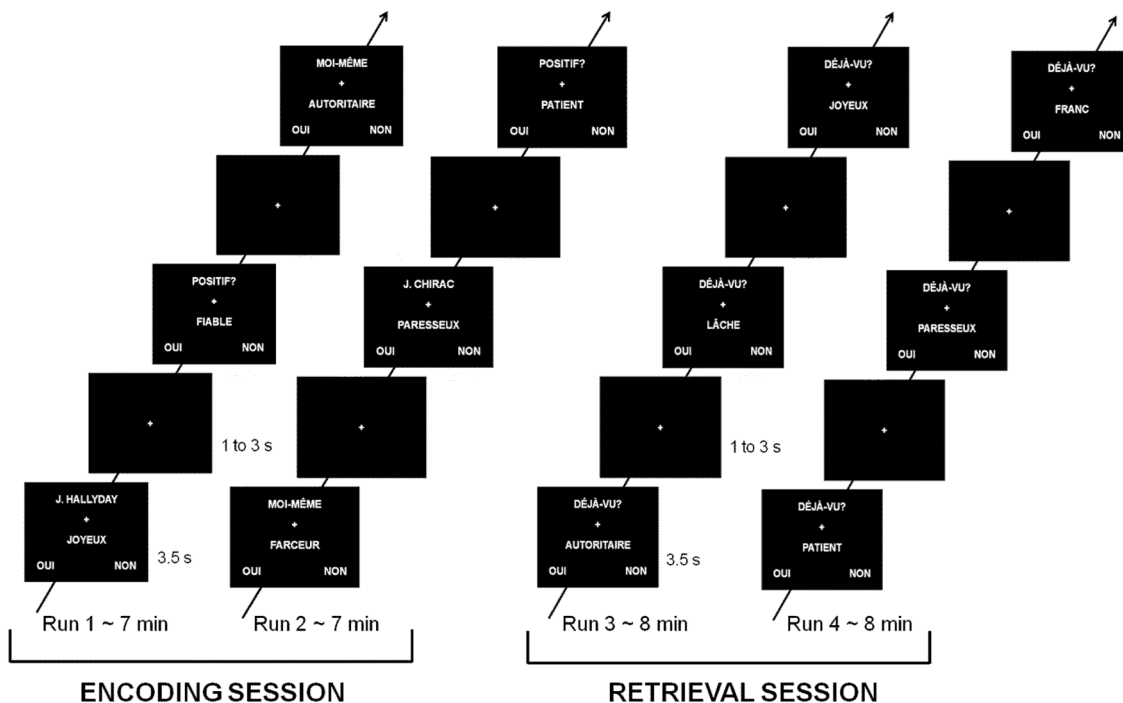 MOI-MÊME
+
AUTORITAIRE
OUI NON
+
POSITIF?
+
FIABLE
OUI NON
+
1 to 3 s
J. HALLYDAY
+
JOYEUX
OUI NON
3.5 s
Run 1 ~ 7 min
POSITIF?
+
PATIENT
OUI NON
+
J. CHIRAC
+
PARESSEUX
OUI NON
+
MOI-MÊME
+
FARCEUR
OUI NON
Run 2 ~ 7 min
ENCODING SESSION
DÉJÀ-VU?
+
JOYEUX
OUI NON
+
DÉJÀ-VU?
+
LÂCHE
OUI NON
+
1 to 3 s
DÉJÀ-VU?
+
AUTORITAIRE
OUI NON
3.5 s
Run 3 ~ 8 min
DÉJÀ-VU?
+
FRANC
OUI NON
+
DÉJÀ-VU?
+
PARESSEUX
OUI NON
+
DÉJÀ-VU?
+
PATIENT
OUI NON
Run 4 ~ 8 min
RETRIEVAL SESSION